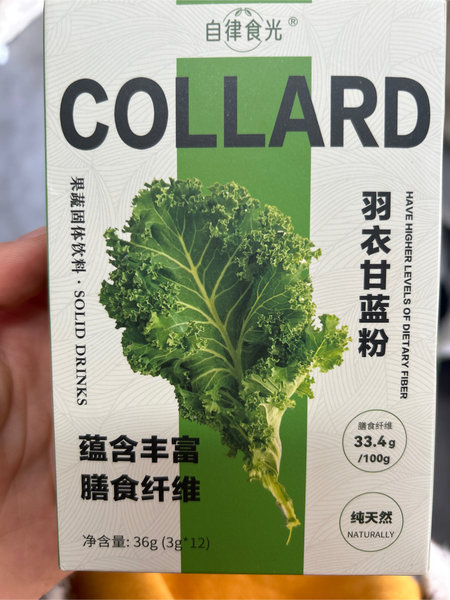 自律食光®
COLLARD
果蔬固体饮料·SOLID DRINKS
羽衣甘蓝粉
HAVE HIGHER LEVELS OF DIETARY FIBER
蕴含丰富
膳食纤维
膳食纤维
33.4g
/100g
纯天然
NATURALLY
净含量: 36g (3g*12)